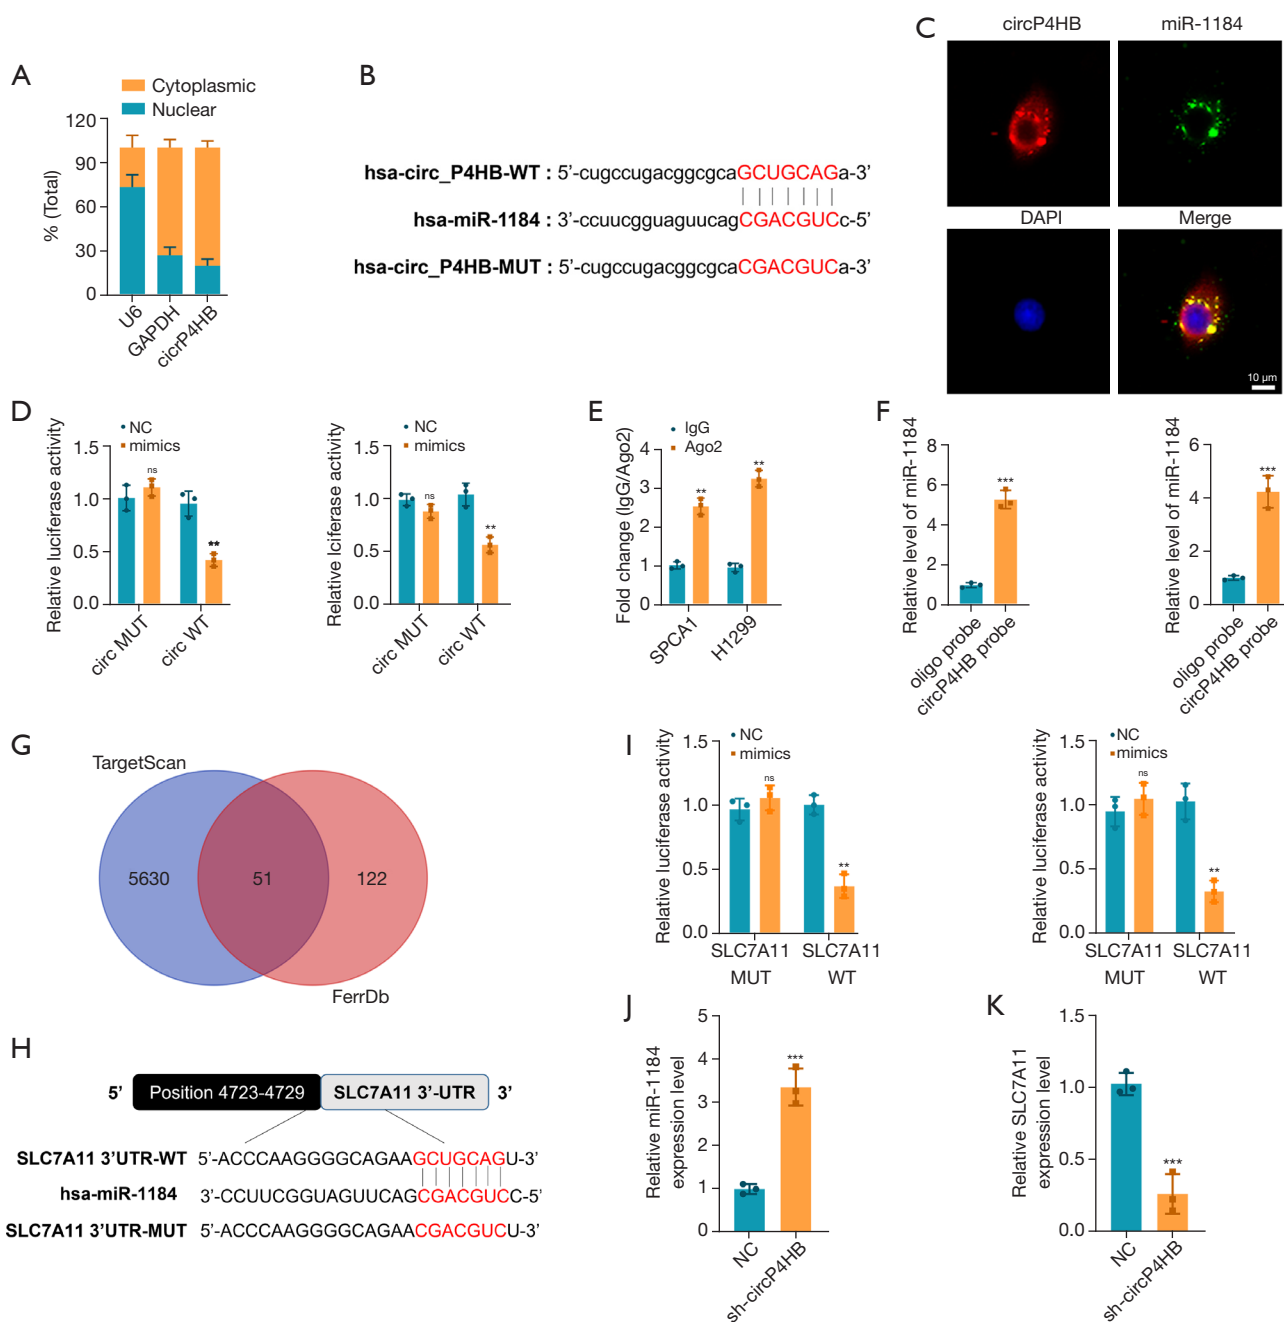 A
Cytoplasmic
Nuclear
% (Total)
120
90
60
30
0
U6
GAPDH
cicrP4HB
B
hsa-circ_P4HB-WT : 5’-cugccugacggcgcaGCUGCAGa-3’
hsa-miR-1184 : 3’-ccuucgguaguucagCGACGUCc-5’
hsa-circ_P4HB-MUT : 5’-cugccugacggcgcaCGACGUCa-3’
C
circP4HB
miR-1184
DAPI
Merge
10 µm
D
Relative luciferase activity
NC
mimics
1.5
1.0
0.5
0.0
ns
**
circ MUT
circ WT
Relative lciferase activity
NC
mimics
1.5
1.0
0.5
0.0
ns
**
circ MUT
circ WT
E
Fold change (IgG/Ago2)
IgG
Ago2
4
3
2
1
0
**
**
SPCA1
H1299
F
Relative level of miR-1184
8
6
4
2
0
***
oligo probe
circP4HB probe
Relative level of miR-1184
6
4
2
0
***
oligo probe
circP4HB probe
G
TargetScan
5630
51
122
FerrDb
H
5’
Position 4723-4729
SLC7A11 3’-UTR
3’
SLC7A11 3’UTR-WT 5’-ACCCAAGGGGCAGAAGCUGCAGU-3’
hsa-miR-1184 3’-CCUUCGGUAGUUCAGCGACGUCC-5’
SLC7A11 3’UTR-MUT 5’-ACCCAAGGGGCAGAACGACGUCU-3’
I
Relative luciferase activity
NC
mimics
1.5
1.0
0.5
0.0
ns
**
SLC7A11
MUT
SLC7A11
WT
Relative luciferase activity
NC
mimics
1.5
1.0
0.5
0.0
ns
**
SLC7A11
MUT
SLC7A11
WT
J
Relative miR-1184
expression level
5
4
3
2
1
0
***
NC
sh-circP4HB
K
Relative SLC7A11
expression level
1.5
1.0
0.5
0.0
***
NC
sh-circP4HB